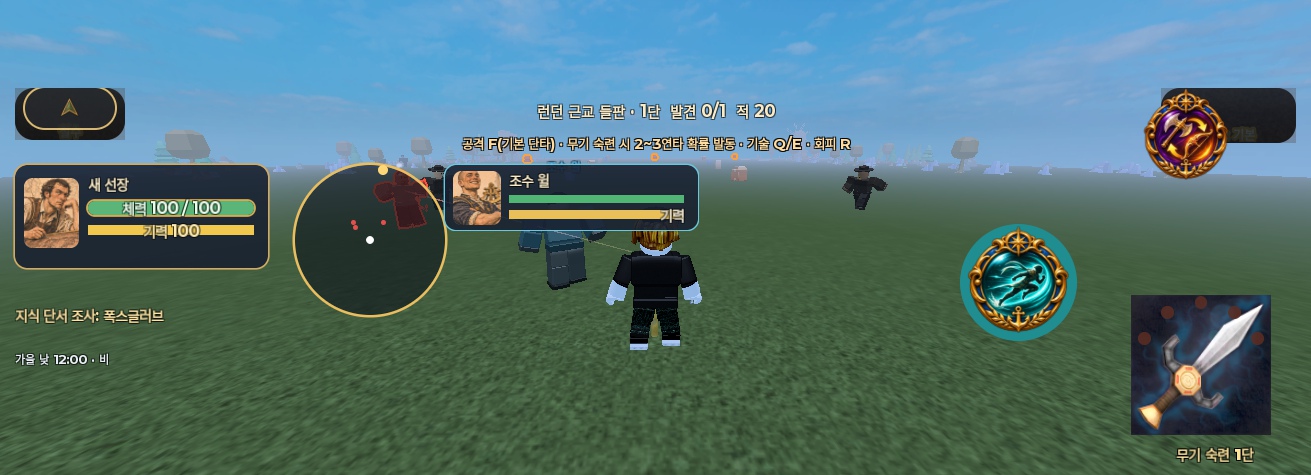 런던 근교 들판 · 1단 발견 0/1 적 20
공격 F(기본 단타) · 무기 숙련 시 2~3연타 확률 발동 · 기술 Q/E · 회피 R
새 선장
체력 100 / 100
기력 100
조수 윌
기력
지식 단서 조사: 폭스글러브
가을 낮 12:00 · 비
무기 숙련 1단